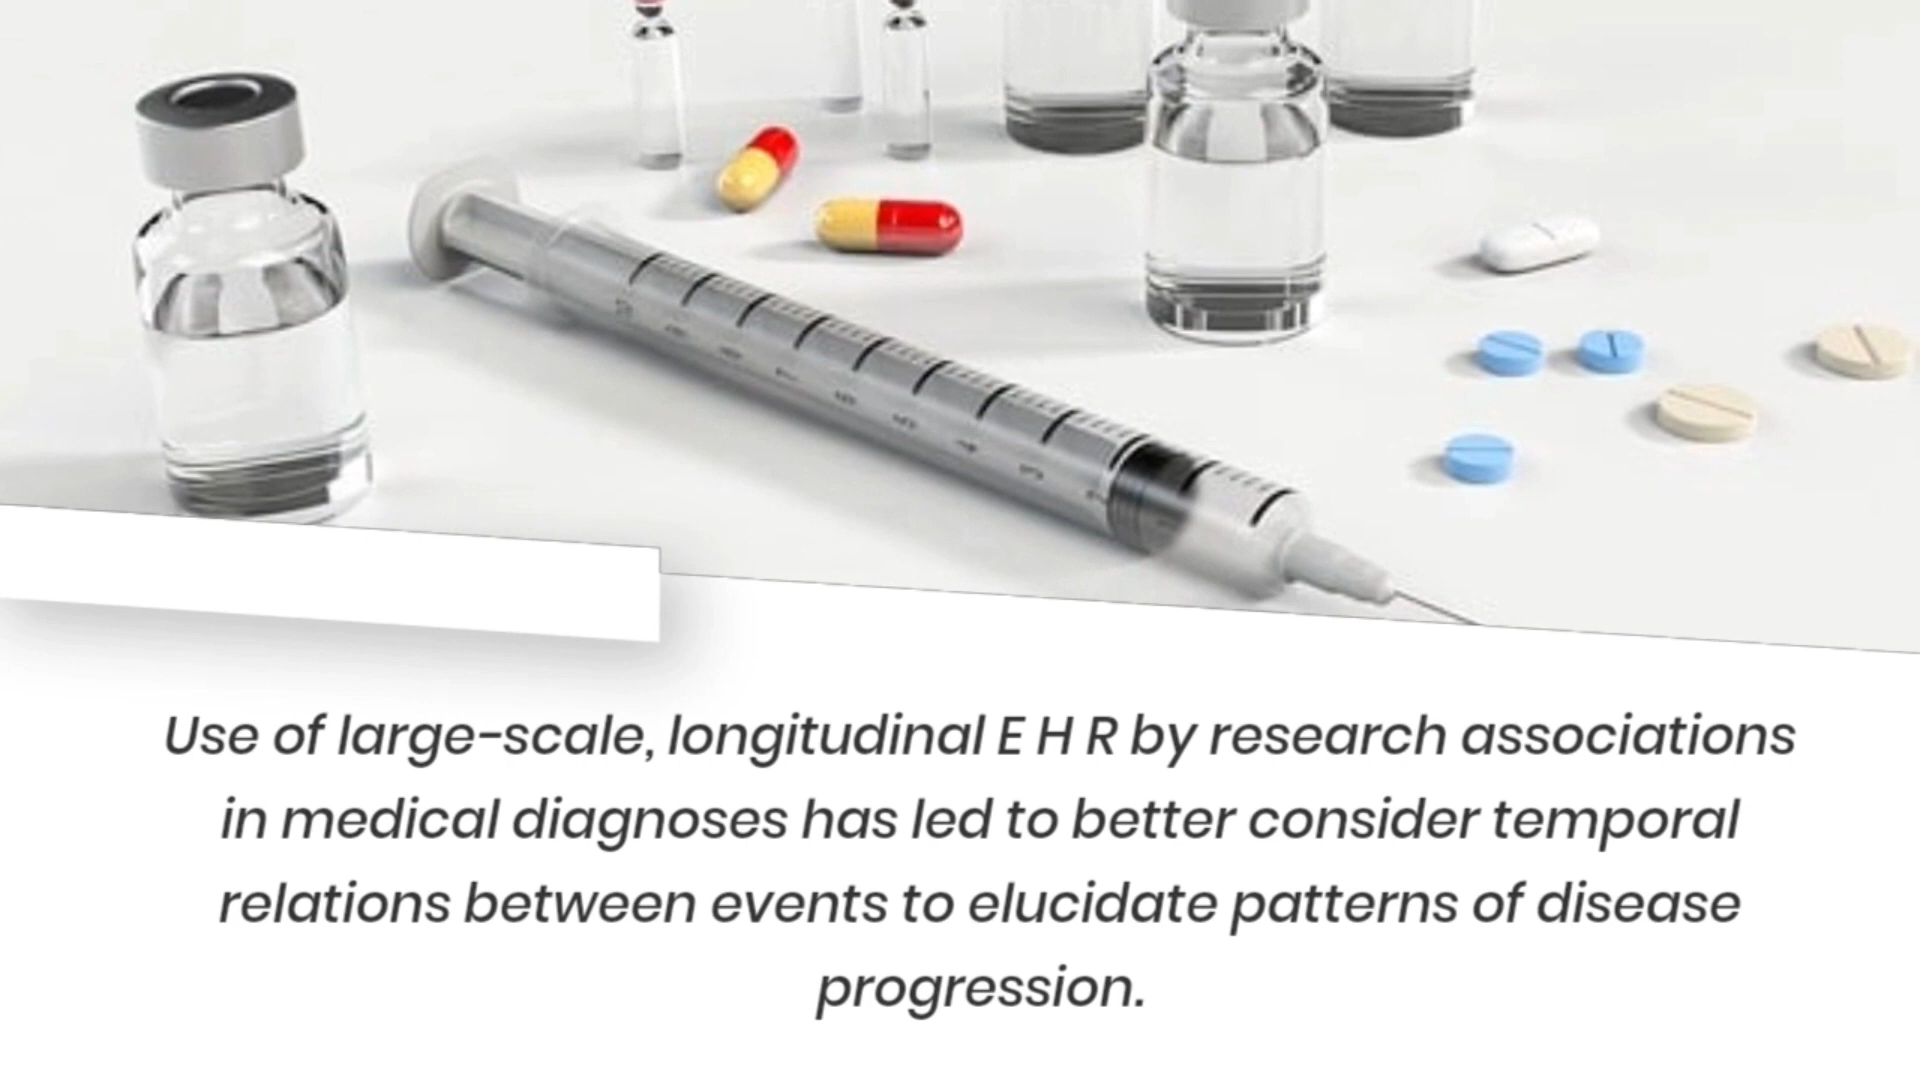 Use of large-scale, longitudinal E H R by research associations
in medical diagnoses has led to better consider temporal
relations between events to elucidate patterns of disease
progression.